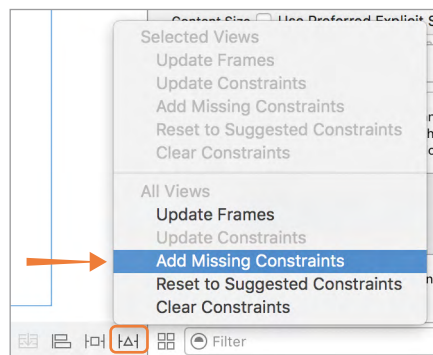 Content Size Use Preferred Explicit S
Selected Views
Update Frames
Update Constraints
Add Missing Constraints
Reset to Suggested Constraints
Clear Constraints
All Views
Update Frames
Update Constraints
Add Missing Constraints
Reset to Suggested Constraints
Clear Constraints
Filter